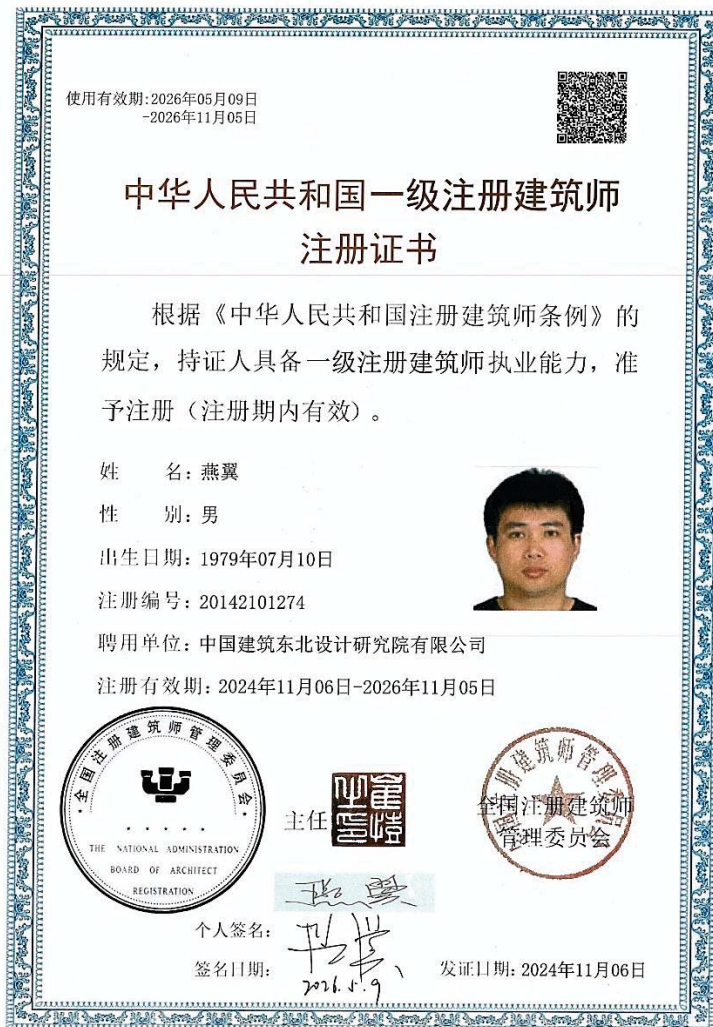 使用有效期:2026年05月09日
-2026年11月05日
中华人民共和国一级注册建筑师
注册证书
根据《中华人民共和国注册建筑师条例》的
规定，持证人具备一级注册建筑师执业能力，准
予注册（注册期内有效）。
姓 名:燕翼
性 别:男
出生日期:1979年07月10日
注册编号:20142101274
聘用单位:中国建筑东北设计研究院有限公司
注册有效期:2024年11月06日-2026年11月05日
全国注册建筑师管理委员会
THE NATIONAL ADMINISTRATION
BOARD OF ARCHITECT
REGISTRATION
主任
崔愷之印
全国注册建筑师
管理委员会
燕翼
个人签名:
签名日期:
2026.5.9
发证日期:2024年11月06日